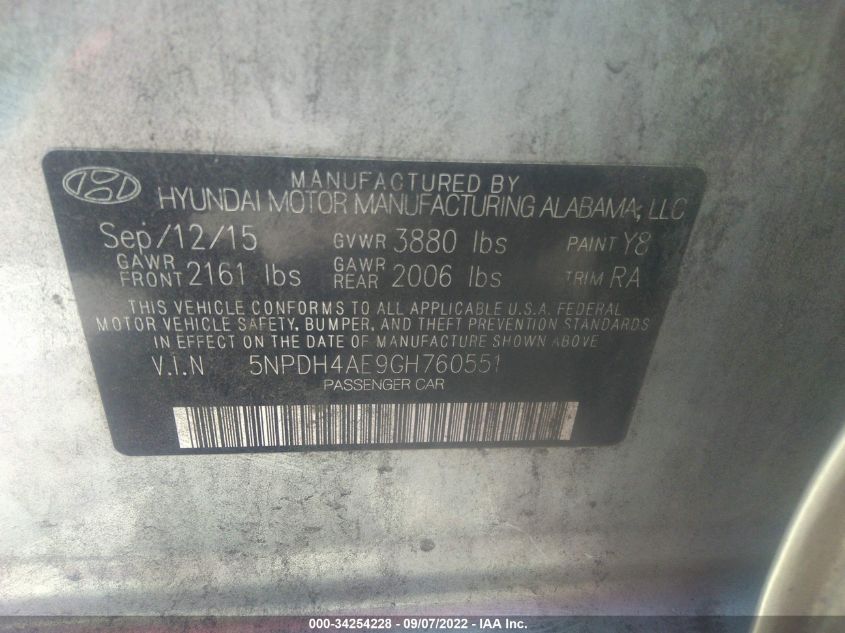 MANUFACTURED BY
HYUNDAI MOTOR MANUFACTURING ALABAMA, LLC
Sep/12/15 GVWR 3880 lbs PAINT Y8
GAWR FRONT 2161 lbs GAWR REAR 2006 lbs TRIM RA
THIS VEHICLE CONFORMS TO ALL APPLICABLE U.S.A. FEDERAL
MOTOR VEHICLE SAFETY, BUMPER, AND THEFT PREVENTION STANDARDS
IN EFFECT ON THE DATE OF MANUFACTURE SHOWN ABOVE.
V.I.N 5NPDH4AE9GH760551
PASSENGER CAR
000-34254228 - 09/07/2022 - IAA Inc.